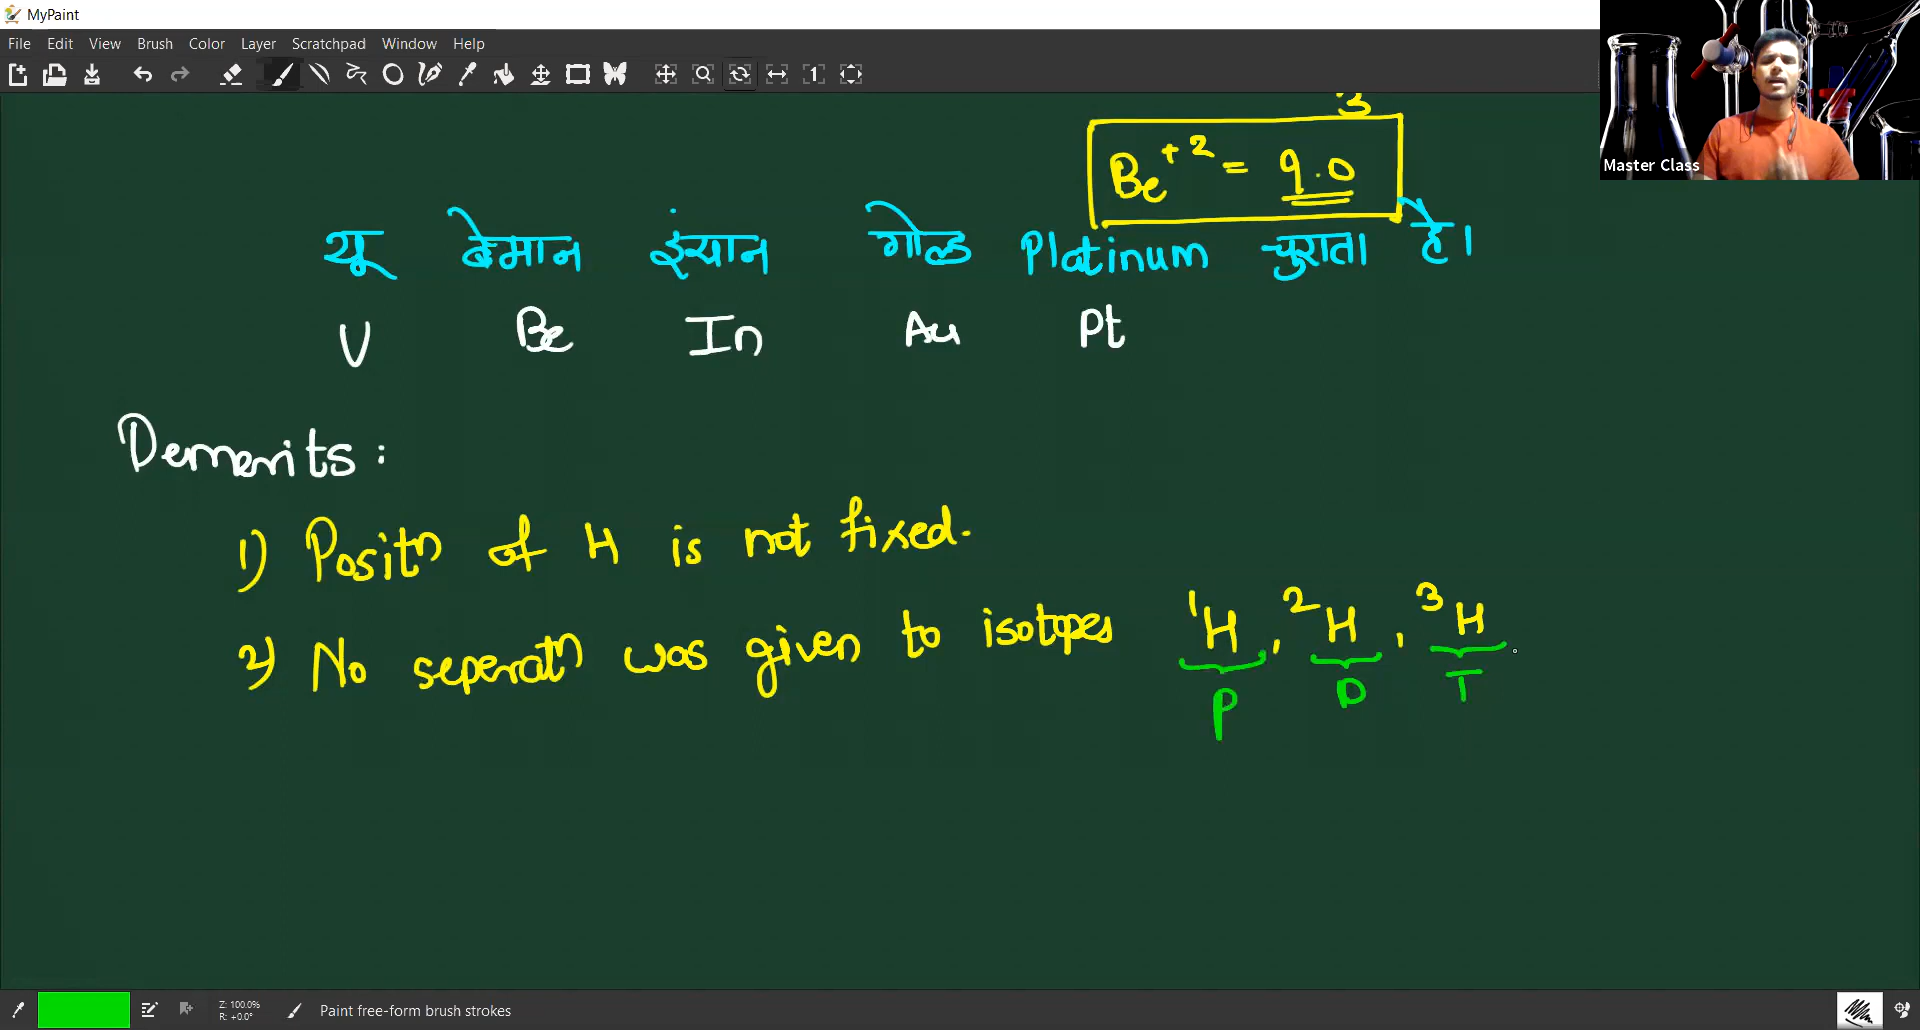 MyPaint
File Edit View Brush Color Layer Scratchpad Window Help
Master Class
3
Be+2 = 9.0
यू बेमान इंसान गोल्ड Platinum चुराता है।
U Be In Au Pt
Demerits :
1) Positn of H is not fixed.
2) No seperatn was given to isotopes 1H, 2H, 3H
P D T
Z: 100.0%
R: +0.0°
Paint free-form brush strokes